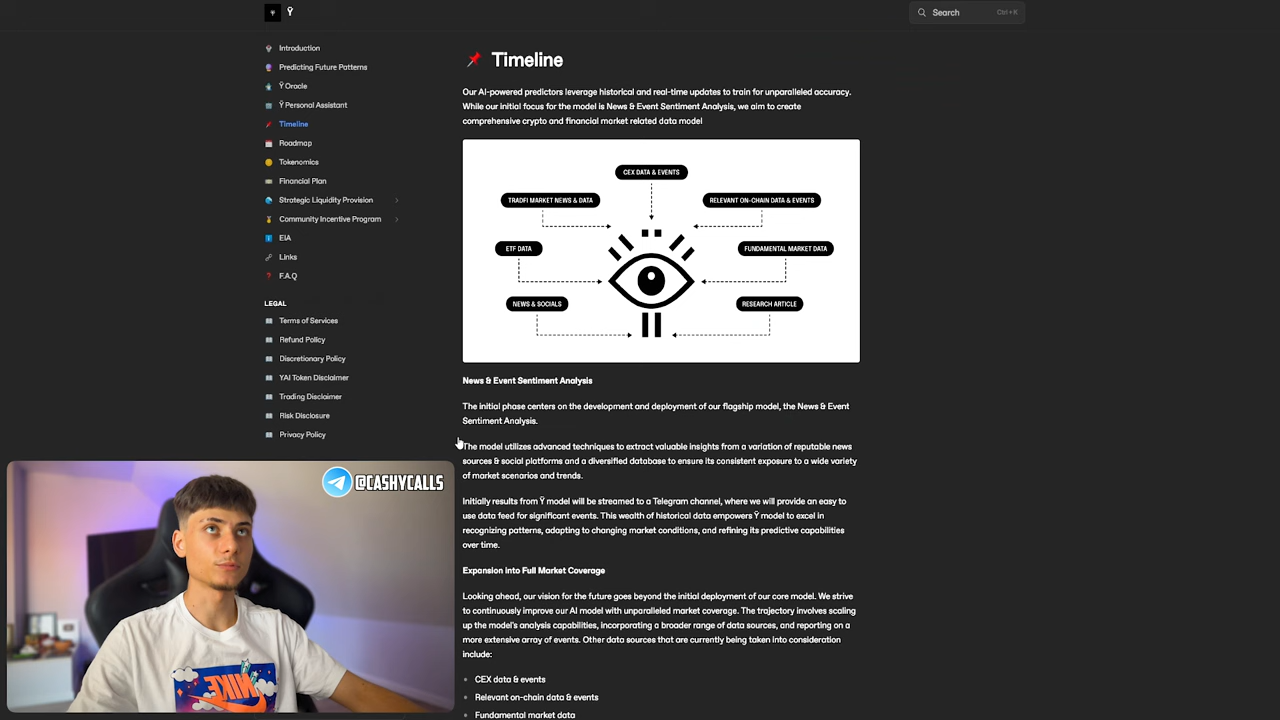 Ÿ
Search
Ctrl + K
Introduction
Predicting Future Patterns
Ÿ Oracle
Ÿ Personal Assistant
Timeline
Roadmap
Tokenomics
Financial Plan
Strategic Liquidity Provision
Community Incentive Program
EIA
Links
F.A.Q
LEGAL
Terms of Services
Refund Policy
Discretionary Policy
YAI Token Disclaimer
Trading Disclaimer
Risk Disclosure
Privacy Policy
Timeline
Our AI-powered predictors leverage historical and real-time updates to train for unparalleled accuracy.
While our initial focus for the model is News & Event Sentiment Analysis, we aim to create
comprehensive crypto and financial market related data model
CEX DATA & EVENTS
TRADFI MARKET NEWS & DATA
RELEVANT ON-CHAIN DATA & EVENTS
ETF DATA
FUNDAMENTAL MARKET DATA
NEWS & SOCIALS
RESEARCH ARTICLE
News & Event Sentiment Analysis
The initial phase centers on the development and deployment of our flagship model, the News & Event
Sentiment Analysis.
The model utilizes advanced techniques to extract valuable insights from a variation of reputable news
sources & social platforms and a diversified database to ensure its consistent exposure to a wide variety
of market scenarios and trends.
Initially results from Ÿ model will be streamed to a Telegram channel, where we will provide an easy to
use data feed for significant events. This wealth of historical data empowers Ÿ model to excel in
recognizing patterns, adapting to changing market conditions, and refining its predictive capabilities
over time.
Expansion into Full Market Coverage
Looking ahead, our vision for the future goes beyond the initial deployment of our core model. We strive
to continuously improve our AI model with unparalleled market coverage. The trajectory involves scaling
up the model's analysis capabilities, incorporating a broader range of data sources, and reporting on a
more extensive array of events. Other data sources that are currently being taken into consideration
include:
CEX data & events
Relevant on-chain data & events
Fundamental market data
@CASHYCALLS
NIKE